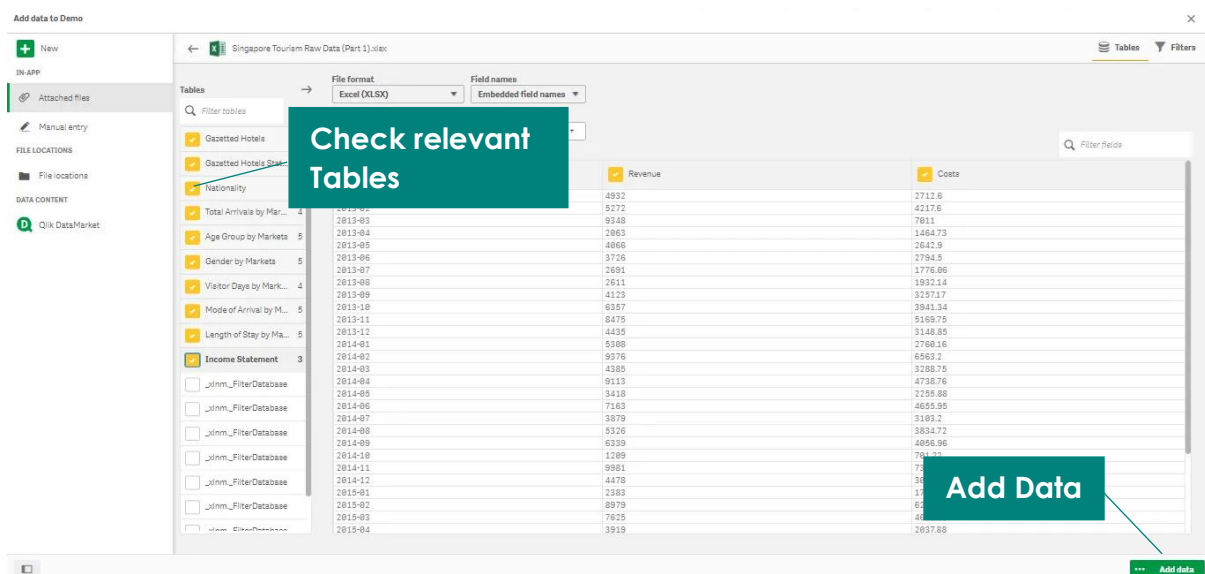 Add data to Demo
New
IN-APP
Attached files
Manual entry
FILE LOCATIONS
File locations
DATA CONTENT
Qlik DataMarket
Singapore Tourism Raw Data (Part 1).xlsx
Tables
Filters
Tables
Filter tables
File format
Excel (XLSX)
Field names
Embedded field names
Filter fields
Gazetted Hotels
Gazetted Hotels Stat...
Nationality
Total Arrivals by Mar... 4
Age Group by Markets 5
Gender by Markets 5
Visitor Days by Mark... 4
Mode of Arrival by M... 5
Length of Stay by Ma... 5
Income Statement 3
_xlnm._FilterDatabase
_xlnm._FilterDatabase
_xlnm._FilterDatabase
_xlnm._FilterDatabase
_xlnm._FilterDatabase
_xlnm._FilterDatabase
Check relevant
Tables
Revenue Costs
4932 2712.6
5272 4217.6
2013-03 9348 7011
2013-04 2063 1464.73
2013-05 4066 2642.9
2013-06 3726 2794.5
2013-07 2691 1776.06
2013-08 2611 1932.14
2013-09 4123 3257.17
2013-10 6357 3941.34
2013-11 8475 5169.75
2013-12 4435 3148.85
2014-01 5308 2760.16
2014-02 9376 6563.2
2014-03 4385 3288.75
2014-04 9113 4738.76
2014-05 3418 2255.88
2014-06 7163 4655.95
2014-07 3879 3103.2
2014-08 5326 3834.72
2014-09 6339 4056.96
2014-10 1209
2014-11 9981
2014-12 4478
2015-01 2383
2015-02 8979
2015-03 7625
2015-04 3919 2037.88
Add Data
Add data